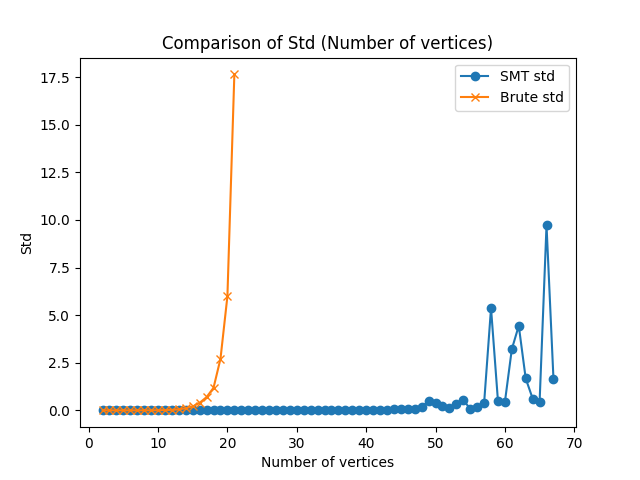 Comparison of Std (Number of vertices)
SMT std
Brute std
17.5
15.0
12.5
10.0
7.5
5.0
2.5
0.0
Std
0 10 20 30 40 50 60 70
Number of vertices